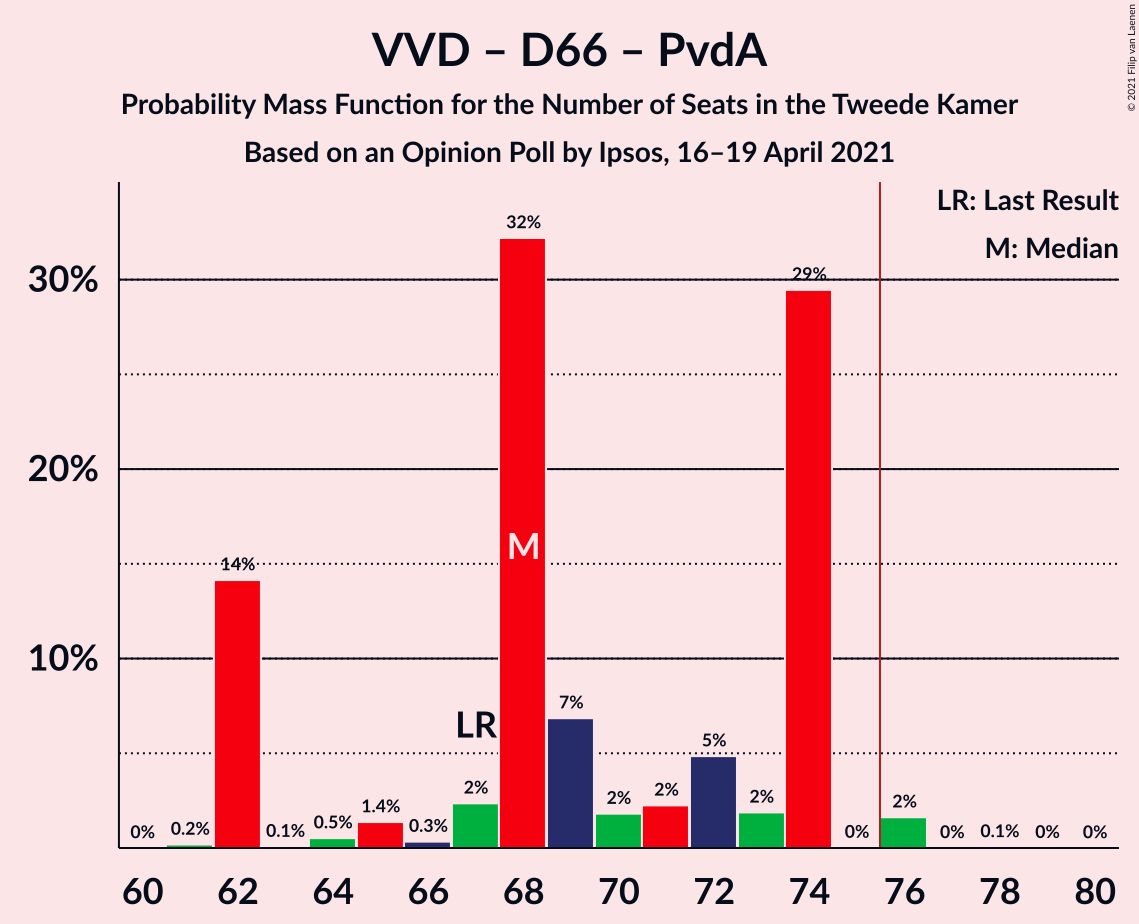 VVD – D66 – PvdA
Probability Mass Function for the Number of Seats in the Tweede Kamer
Based on an Opinion Poll by Ipsos, 16–19 April 2021
© 2021 Filip van Laenen
LR: Last Result
M: Median
30%
20%
10%
0%
0.2%
14%
0.1%
0.5%
1.4%
0.3%
2%
LR
32%
M
7%
2%
2%
5%
2%
29%
0%
2%
0%
0.1%
0%
0%
60 62 64 66 68 70 72 74 76 78 80